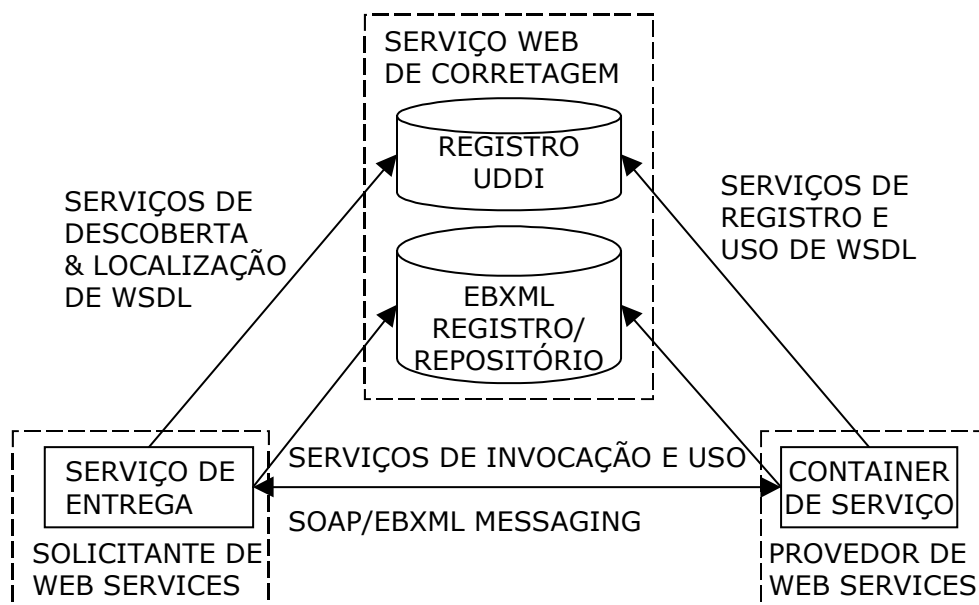 SERVIÇO WEB
DE CORRETAGEM
REGISTRO
UDDI
SERVIÇOS DE
DESCOBERTA
& LOCALIZAÇÃO
DE WSDL
SERVIÇOS DE
REGISTRO E
USO DE WSDL
EBXML
REGISTRO/
REPOSITÓRIO
SERVIÇO DE
ENTREGA
SERVIÇOS DE INVOCAÇÃO E USO
SOAP/EBXML MESSAGING
CONTAINER
DE SERVIÇO
SOLICITANTE DE
WEB SERVICES
PROVEDOR DE
WEB SERVICES